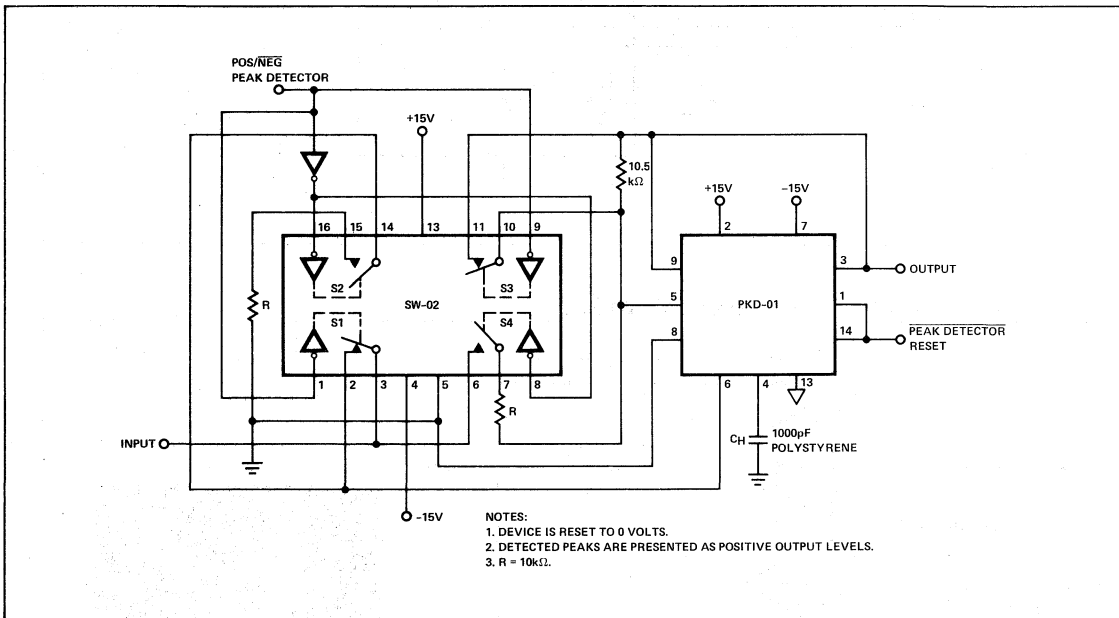 POS/NEG
PEAK DETECTOR
+15V
10.5
kΩ
+15V
-15V
16
15
14
13
11
10
9
2
7
S2
S3
9
3
OUTPUT
R
SW-02
5
PKD-01
1
S1
S4
8
14
PEAK DETECTOR
RESET
1
2
3
4
5
6
7
8
6
4
13
R
INPUT
CH
1000pF
POLYSTYRENE
-15V
NOTES:
1. DEVICE IS RESET TO 0 VOLTS.
2. DETECTED PEAKS ARE PRESENTED AS POSITIVE OUTPUT LEVELS.
3. R = 10kΩ.